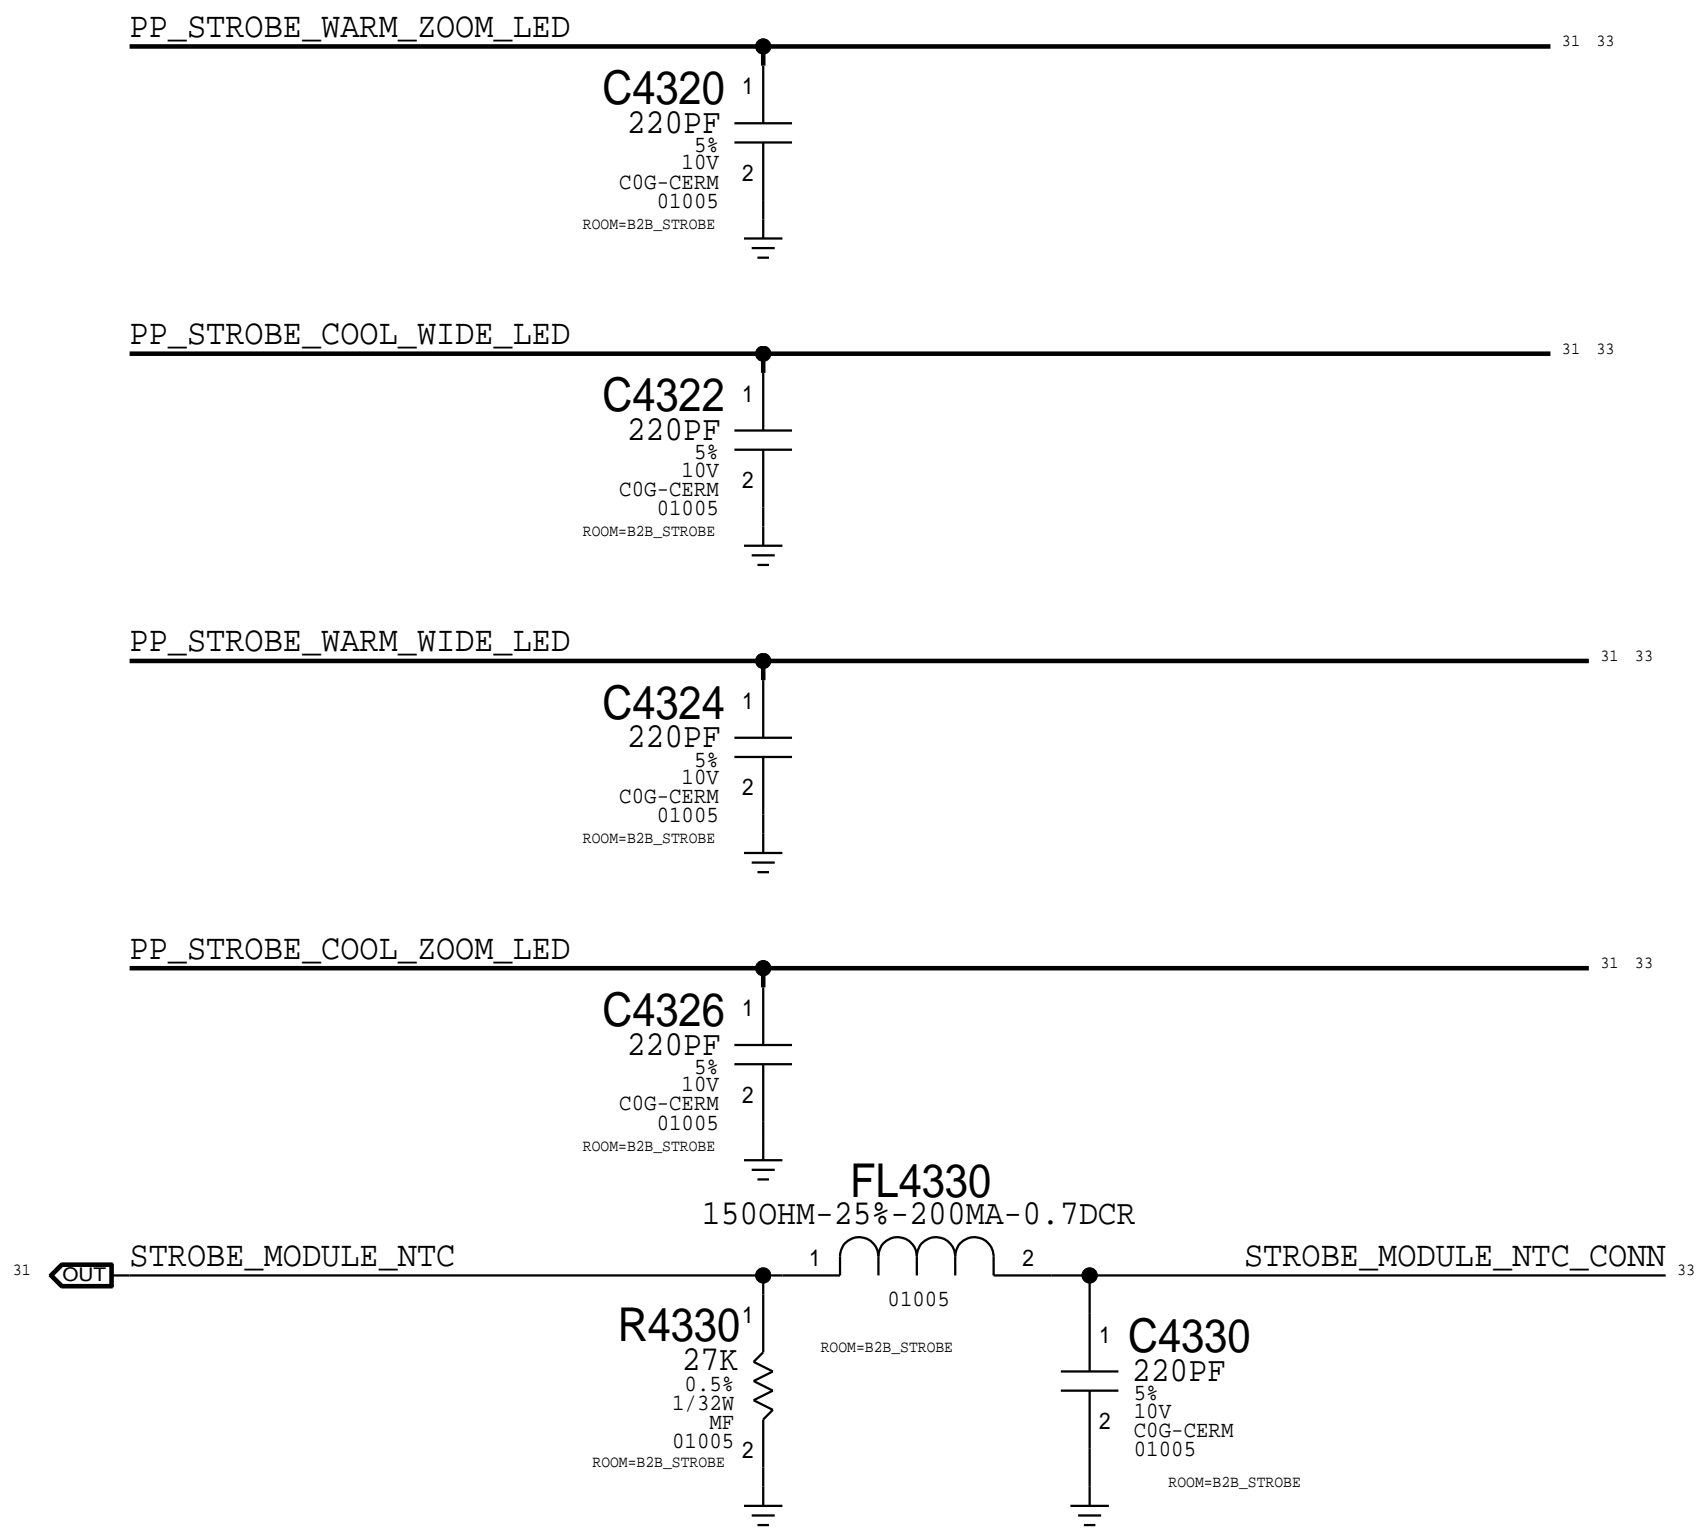 PP_STROBE_WARM_ZOOM_LED
31 33
C4320
1
220PF
5%
10V
2
C0G-CERM
01005
ROOM=B2B_STROBE
PP_STROBE_COOL_WIDE_LED
31 33
C4322
1
220PF
5%
10V
2
C0G-CERM
01005
ROOM=B2B_STROBE
PP_STROBE_WARM_WIDE_LED
31 33
C4324
1
220PF
5%
10V
2
C0G-CERM
01005
ROOM=B2B_STROBE
PP_STROBE_COOL_ZOOM_LED
31 33
C4326
1
220PF
5%
10V
2
C0G-CERM
01005
ROOM=B2B_STROBE
FL4330
150OHM-25%-200MA-0.7DCR
31
OUT
STROBE_MODULE_NTC
1
2
STROBE_MODULE_NTC_CONN
33
01005
ROOM=B2B_STROBE
R4330
1
27K
0.5%
1/32W
MF
01005
2
ROOM=B2B_STROBE
1
C4330
220PF
5%
10V
2
C0G-CERM
01005
ROOM=B2B_STROBE